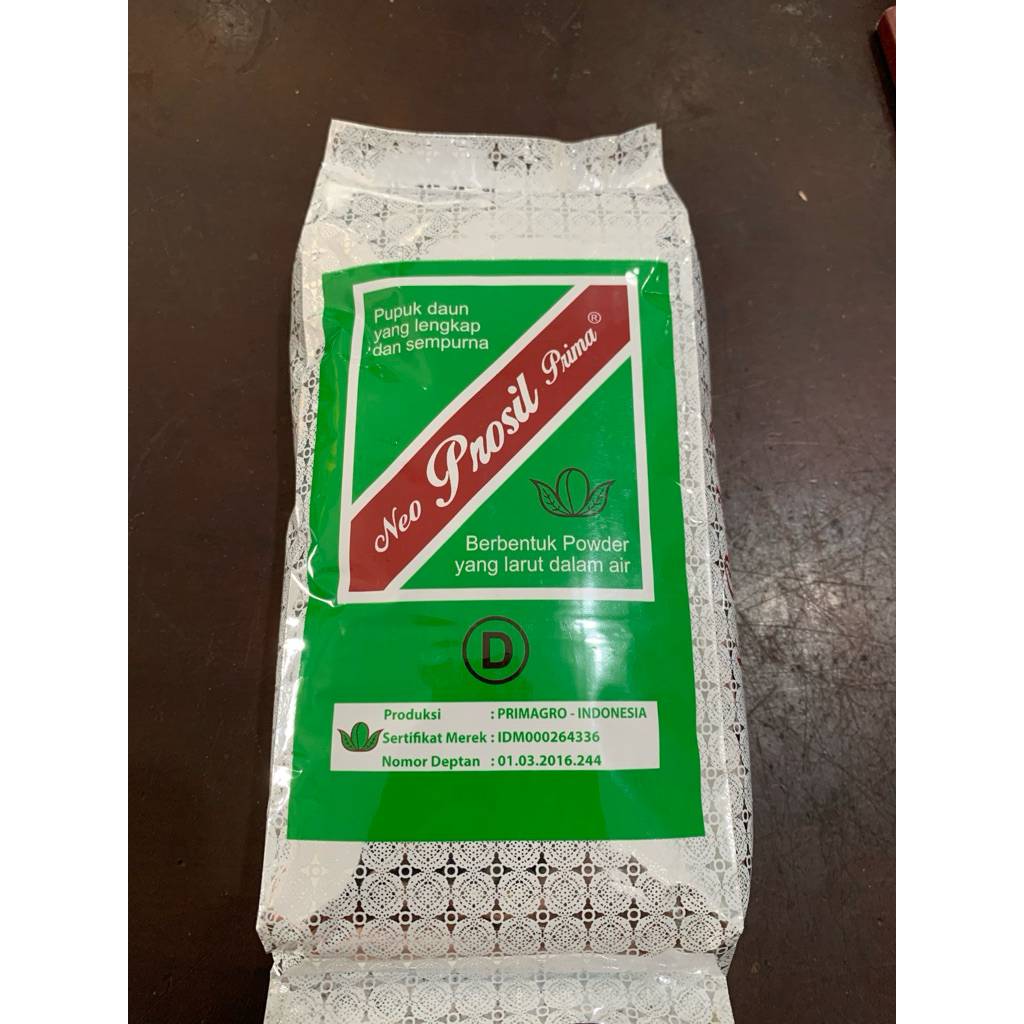 Pupuk daun
yang lengkap
dan sempurna
Neo Prosil Prima ®
Berbentuk Powder
yang larut dalam air
D
Produksi : PRIMAGRO - INDONESIA
Sertifikat Merek : IDM000264336
Nomor Deptan : 01.03.2016.244